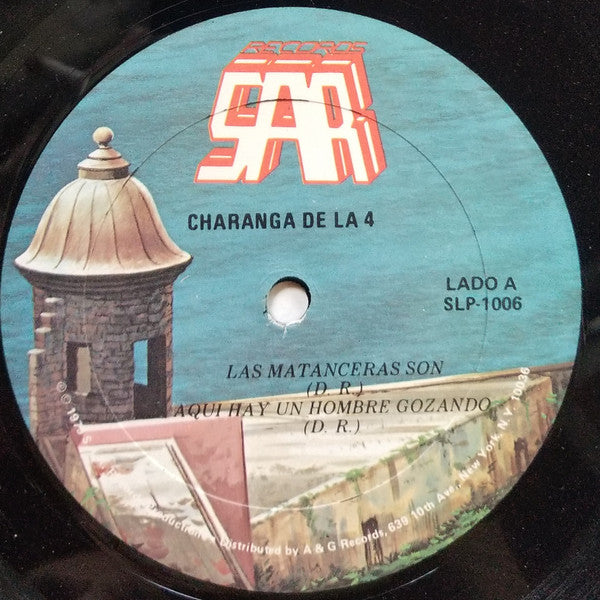 RECORDS
SAR
CHARANGA DE LA 4
LADO A
SLP-1006
LAS MATANCERAS SON
(D. R.)
AQUI HAY UN HOMBRE GOZANDO
(D. R.)
Productions • Distributed by A & G Records, 639 10th Ave., New York, N.Y. 10036